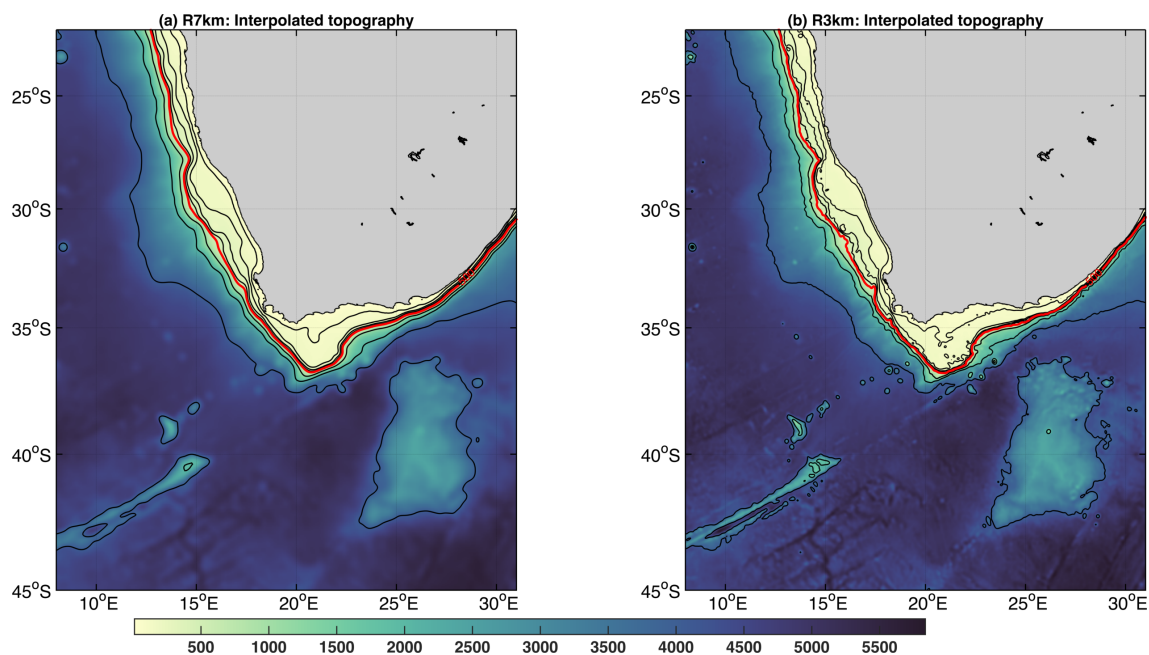 (a) R7km: Interpolated topography
(b) R3km: Interpolated topography
25°S
25°S
30°S
30°S
35°S
35°S
40°S
40°S
45°S
45°S
10°E 15°E 20°E 25°E 30°E
10°E 15°E 20°E 25°E 30°E
500 1000 1500 2000 2500 3000 3500 4000 4500 5000 5500